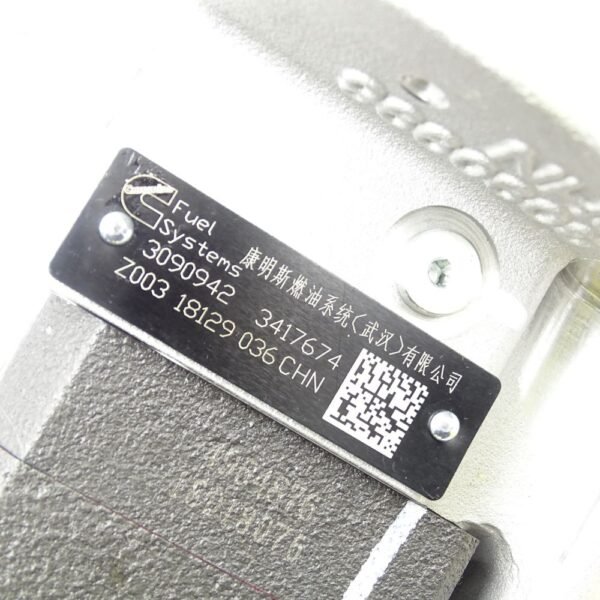 Fuel
Systems
康明斯燃油系统(武汉)有限公司
3090942 3417674
Z003 18129 036 CHN